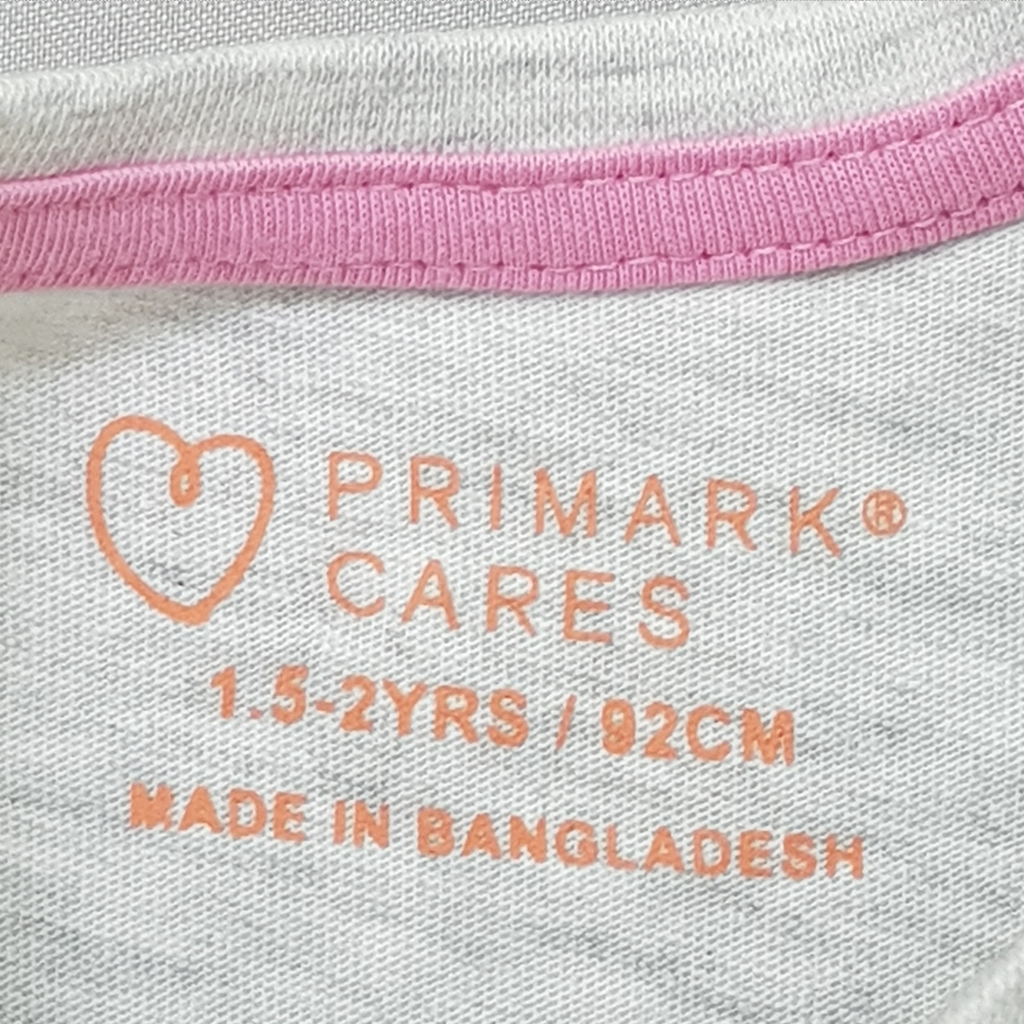 PRIMARK®
CARES
1.5-2YRS / 92CM
MADE IN BANGLADESH